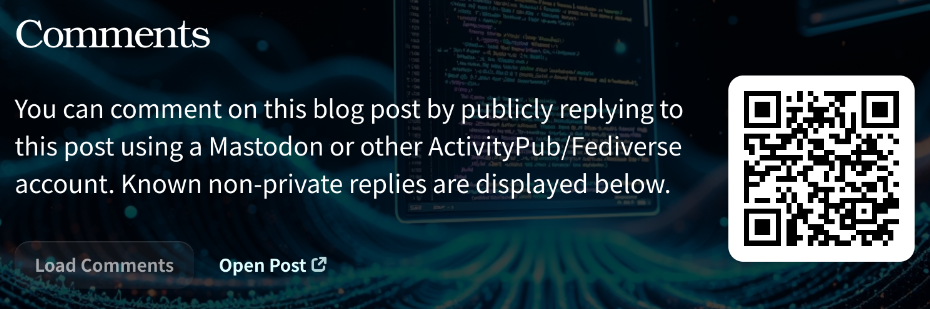 Comments
You can comment on this blog post by publicly replying to
this post using a Mastodon or other ActivityPub/Fediverse
account. Known non-private replies are displayed below.
Load Comments
Open Post